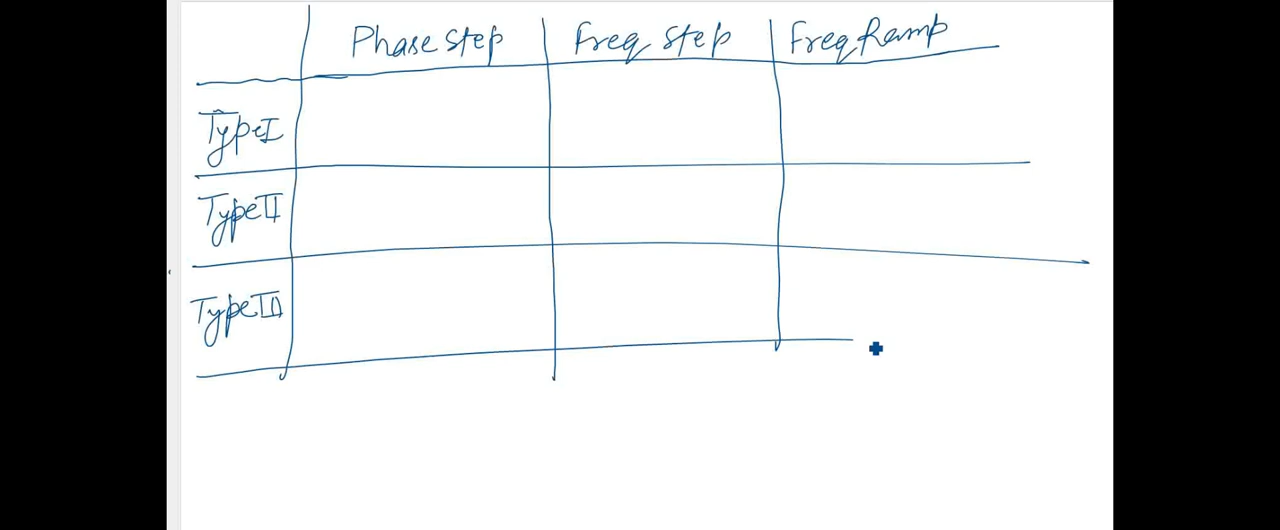 Phase Step Freq Step Freq Ramp
Type I
Type II
Type III